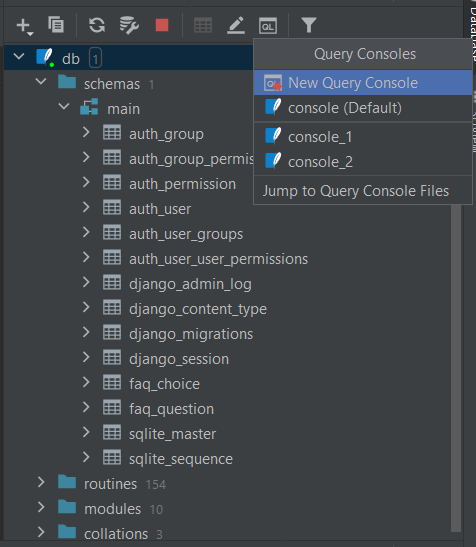 QL
Query Consoles
New Query Console
console (Default)
console_1
console_2
Jump to Query Console Files
db 1
schemas 1
main
auth_group
auth_group_permis
auth_permission
auth_user
auth_user_groups
auth_user_user_permissions
django_admin_log
django_content_type
django_migrations
django_session
faq_choice
faq_question
sqlite_master
sqlite_sequence
routines 154
modules 10
collations 3
Database